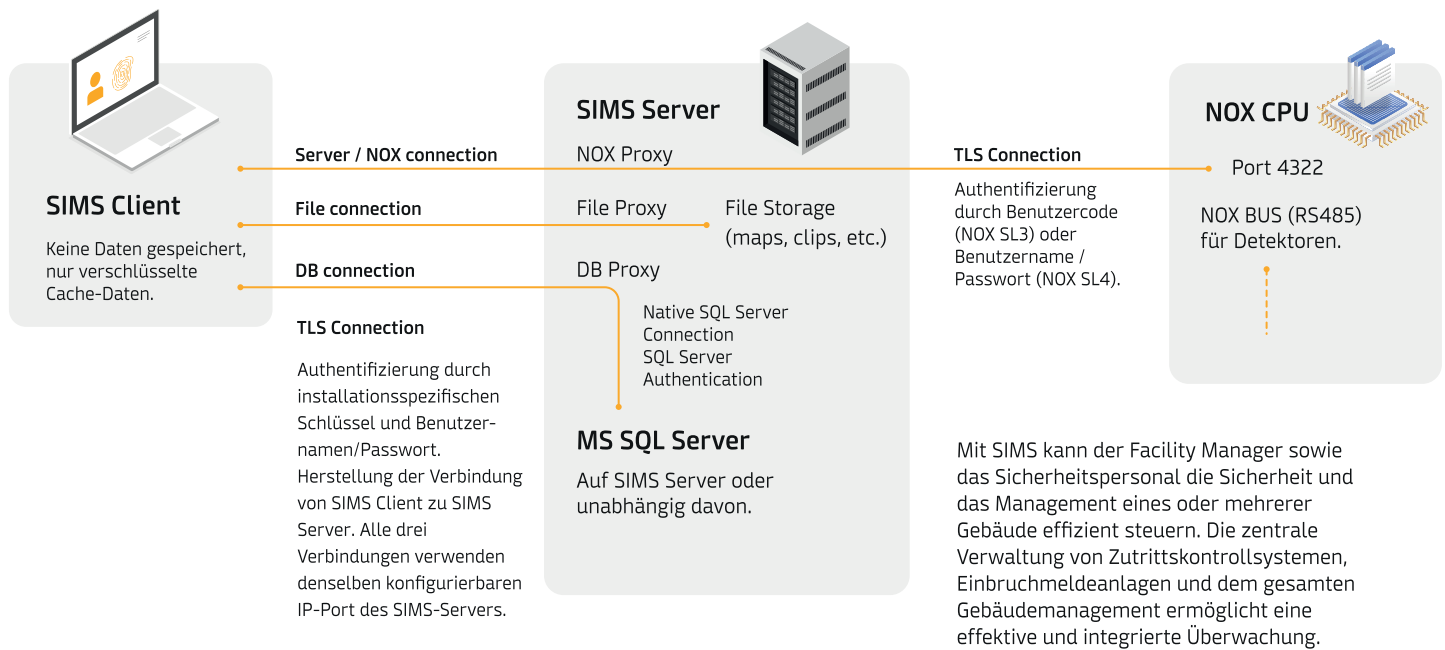 SIMS Client
Keine Daten gespeichert,
nur verschlüsselte
Cache-Daten.
Server / NOX connection
File connection
DB connection
TLS Connection
Authentifizierung durch
installationsspezifischen
Schlüssel und Benutzer-
namen/Passwort.
Herstellung der Verbindung
von SIMS Client zu SIMS
Server. Alle drei
Verbindungen verwenden
denselben konfigurierbaren
IP-Port des SIMS-Servers.
SIMS Server
NOX Proxy
File Proxy
File Storage
(maps, clips, etc.)
DB Proxy
Native SQL Server
Connection
SQL Server
Authentication
MS SQL Server
Auf SIMS Server oder
unabhängig davon.
TLS Connection
Authentifizierung
durch Benutzercode
(NOX SL3) oder
Benutzername /
Passwort (NOX SL4).
NOX CPU
Port 4322
NOX BUS (RS485)
für Detektoren.
Mit SIMS kann der Facility Manager sowie
das Sicherheitspersonal die Sicherheit und
das Management eines oder mehrerer
Gebäude effizient steuern. Die zentrale
Verwaltung von Zutrittskontrollsystemen,
Einbruchmeldeanlagen und dem gesamten
Gebäudemanagement ermöglicht eine
effektive und integrierte Überwachung.